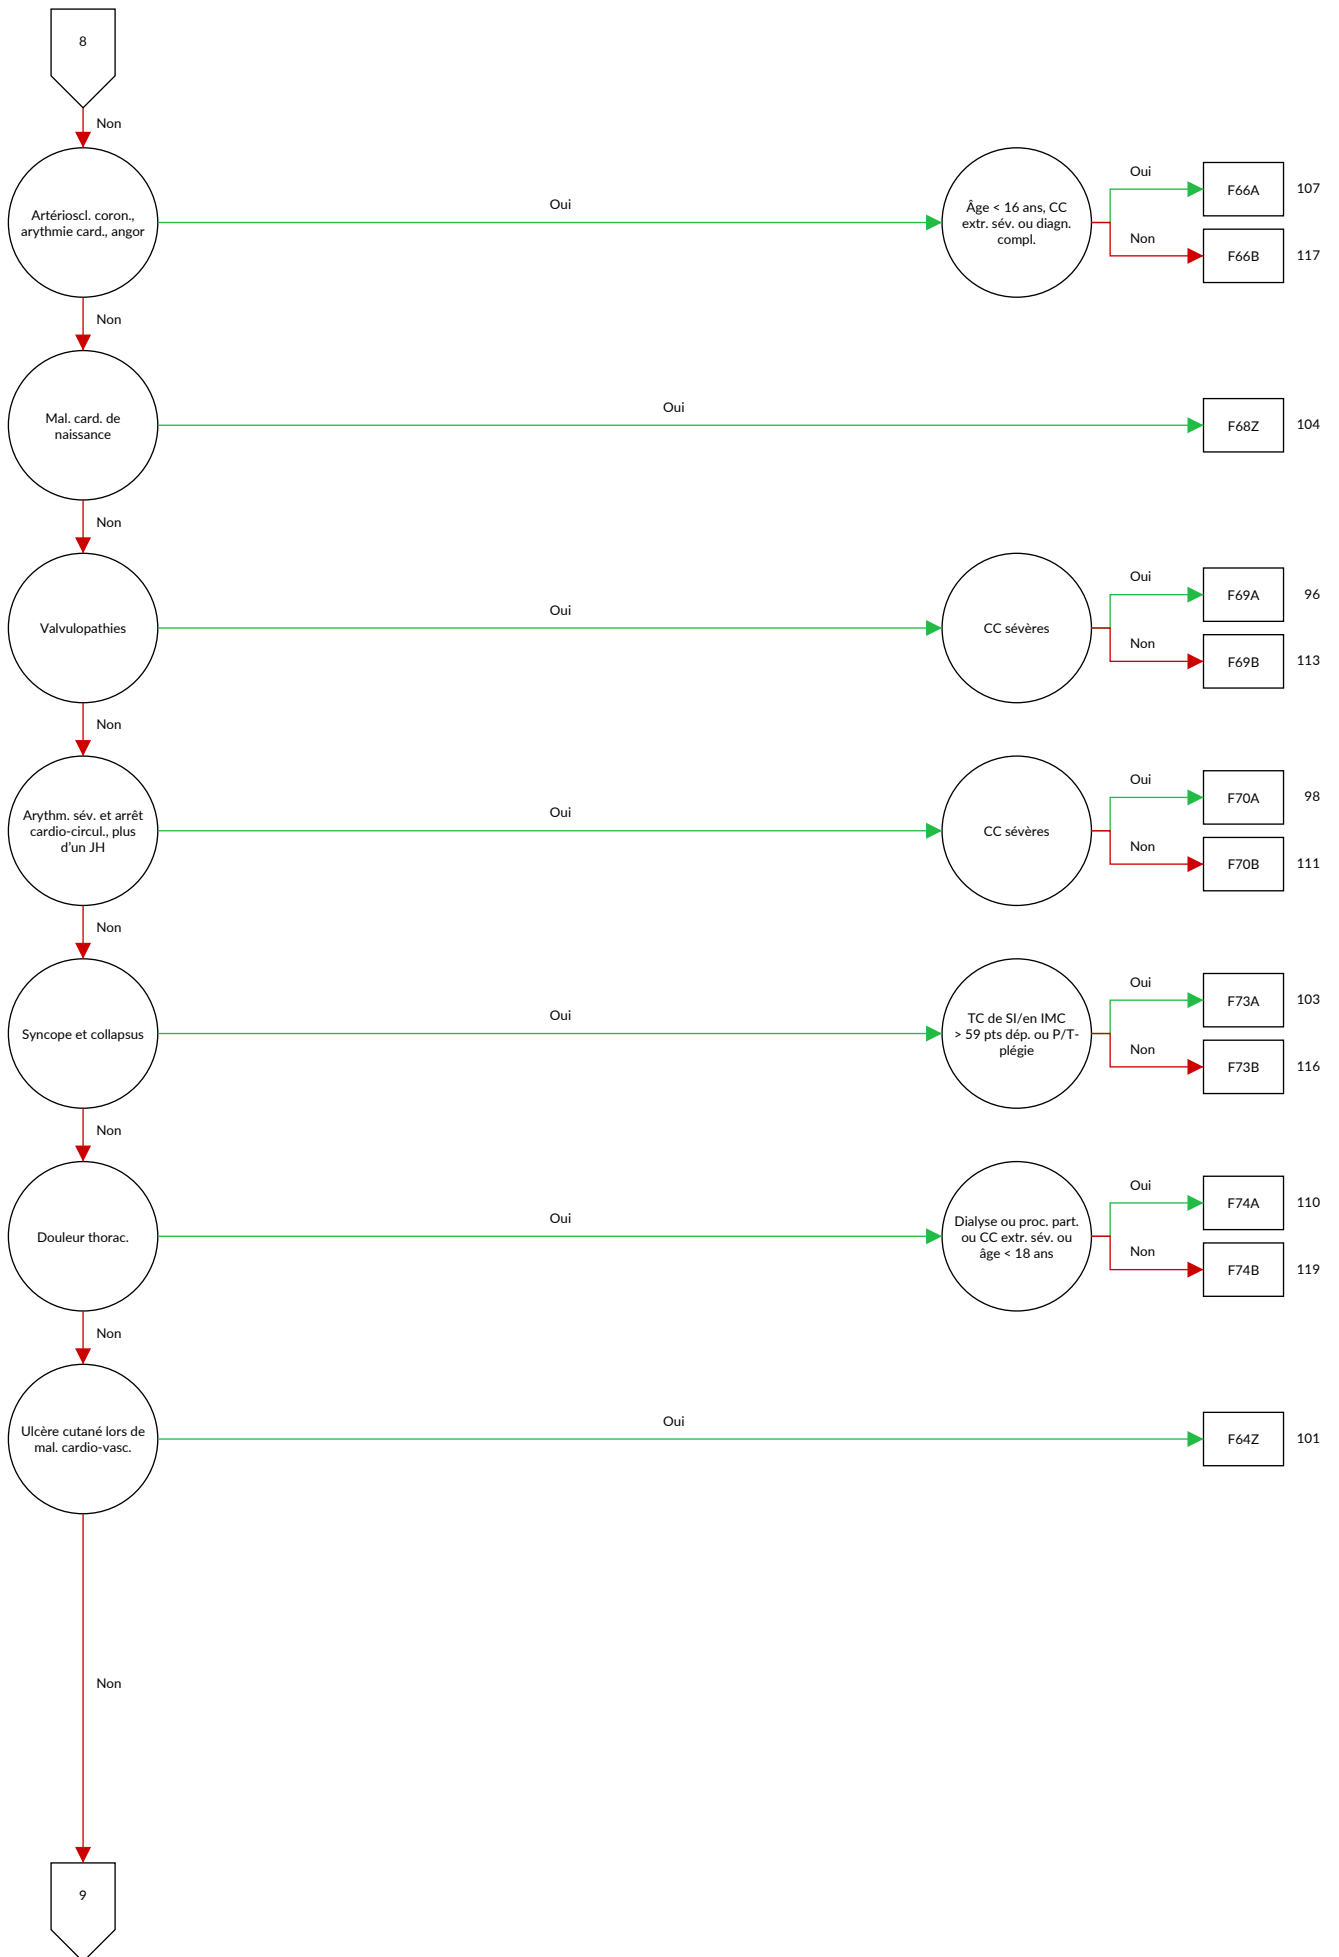 8
Non
Artérioscl. coron.,
arythmie card., angor
Oui
Âge < 16 ans, CC
extr. sév. ou diagn.
compl.
Oui
F66A
107
Non
F66B
117
Non
Mal. card. de
naissance
Oui
F68Z
104
Non
Valvulopathies
Oui
CC sévères
Oui
F69A
96
Non
F69B
113
Non
Arythm. sév. et arrêt
cardio-circul., plus
d'un JH
Oui
CC sévères
Oui
F70A
98
Non
F70B
111
Non
Syncope et collapsus
Oui
TC de SI/en IMC
> 59 pts dép. ou P/T-
plégie
Oui
F73A
103
Non
F73B
116
Non
Douleur thorac.
Oui
Dialyse ou proc. part.
ou CC extr. sév. ou
âge < 18 ans
Oui
F74A
110
Non
F74B
119
Non
Ulcère cutané lors de
mal. cardio-vasc.
Oui
F64Z
101
Non
9